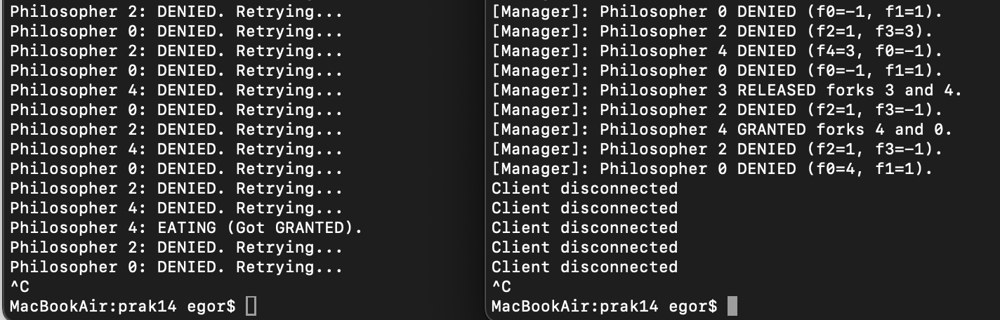 Philosopher 2: DENIED. Retrying...
Philosopher 0: DENIED. Retrying...
Philosopher 2: DENIED. Retrying...
Philosopher 0: DENIED. Retrying...
Philosopher 4: DENIED. Retrying...
Philosopher 0: DENIED. Retrying...
Philosopher 2: DENIED. Retrying...
Philosopher 4: DENIED. Retrying...
Philosopher 0: DENIED. Retrying...
Philosopher 2: DENIED. Retrying...
Philosopher 4: DENIED. Retrying...
Philosopher 4: EATING (Got GRANTED).
Philosopher 2: DENIED. Retrying...
Philosopher 0: DENIED. Retrying...
^C
MacBookAir:prak14 egor$
[Manager]: Philosopher 0 DENIED (f0=-1, f1=1).
[Manager]: Philosopher 2 DENIED (f2=1, f3=3).
[Manager]: Philosopher 4 DENIED (f4=3, f0=-1).
[Manager]: Philosopher 0 DENIED (f0=-1, f1=1).
[Manager]: Philosopher 3 RELEASED forks 3 and 4.
[Manager]: Philosopher 2 DENIED (f2=1, f3=-1).
[Manager]: Philosopher 4 GRANTED forks 4 and 0.
[Manager]: Philosopher 2 DENIED (f2=1, f3=-1).
[Manager]: Philosopher 0 DENIED (f0=4, f1=1).
Client disconnected
Client disconnected
Client disconnected
Client disconnected
Client disconnected
^C
MacBookAir:prak14 egor$